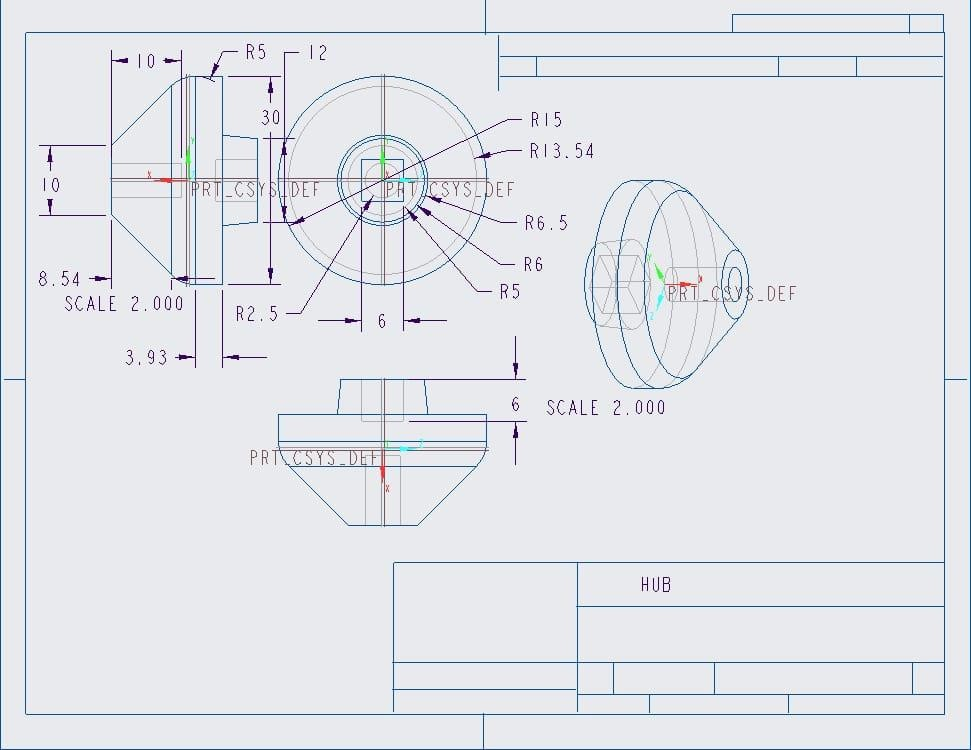 10
R5
12
30
R15
R13.54
10
PRT_CSYS_DEF
PRT_CSYS_DEF
R6.5
R6
8.54
R5
PRT_CSYS_DEF
SCALE 2.000
R2.5
6
3.93
6
SCALE 2.000
PRT_CSYS_DEF
HUB